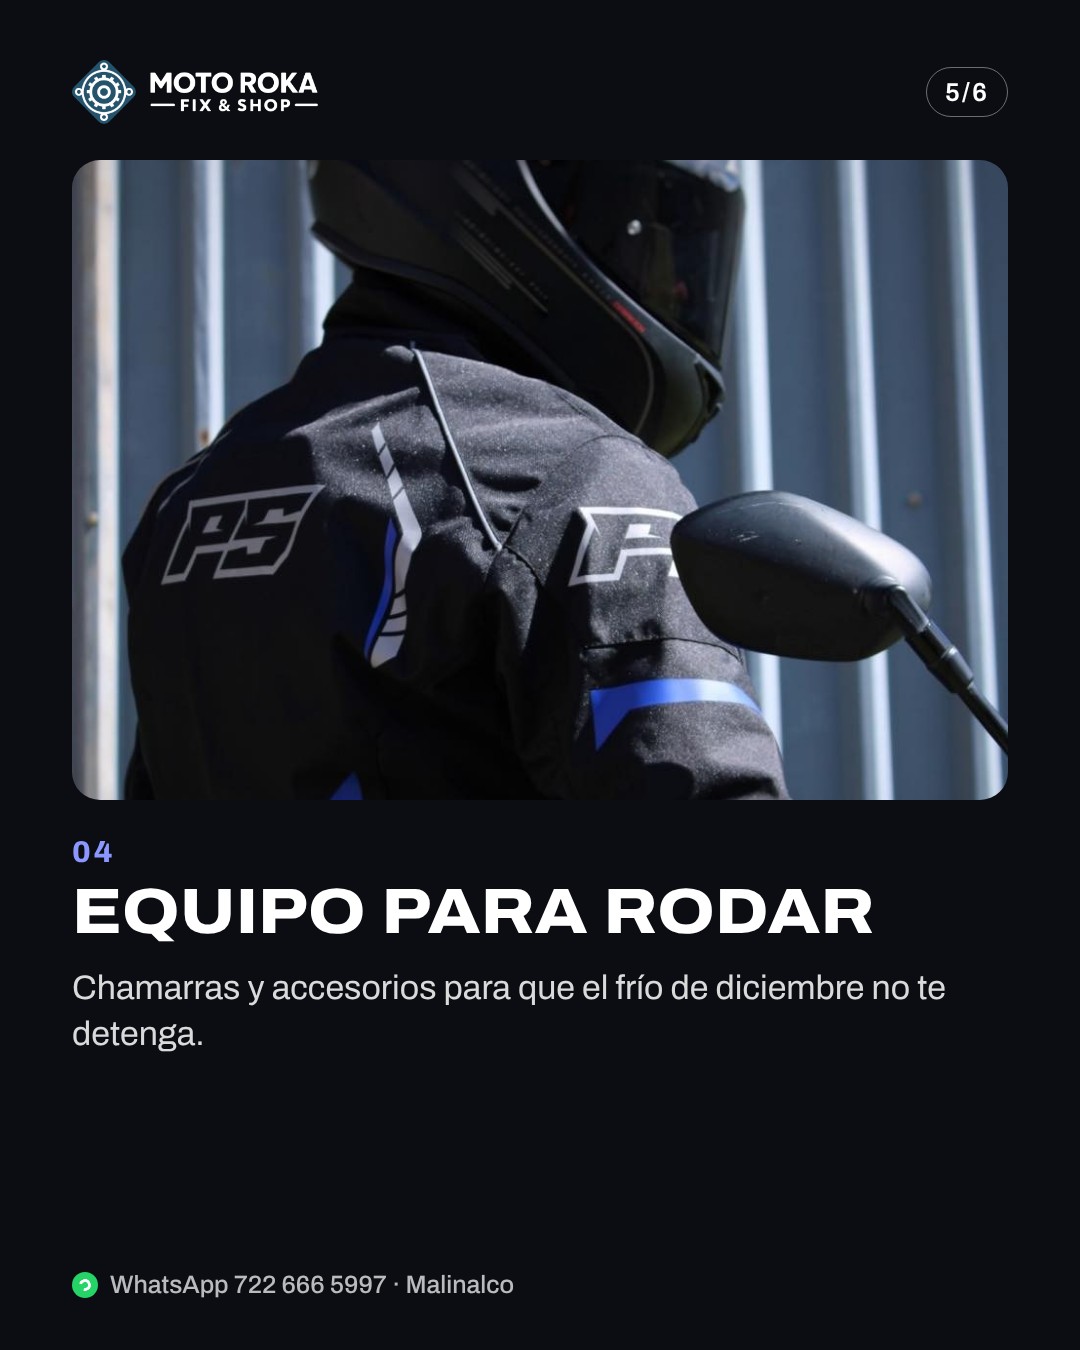 MOTO ROKA
FIX & SHOP
5/6
PS
04
EQUIPO PARA RODAR
Chamarras y accesorios para que el frío de diciembre no te
detenga.
WhatsApp 722 666 5997 · Malinalco